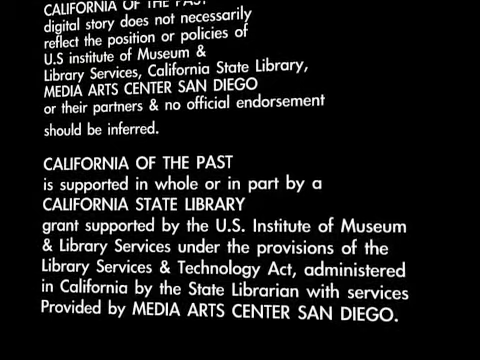 CALIFORNIA OF THE PAST
digital story does not necessarily
reflect the position or policies of
U.S institute of Museum &
Library Services, California State Library,
MEDIA ARTS CENTER SAN DIEGO
or their partners & no official endorsement
should be inferred.
CALIFORNIA OF THE PAST
is supported in whole or in part by a
CALIFORNIA STATE LIBRARY
grant supported by the U.S. Institute of Museum
& Library Services under the provisions of the
Library Services & Technology Act, administered
in California by the State Librarian with services
Provided by MEDIA ARTS CENTER SAN DIEGO.